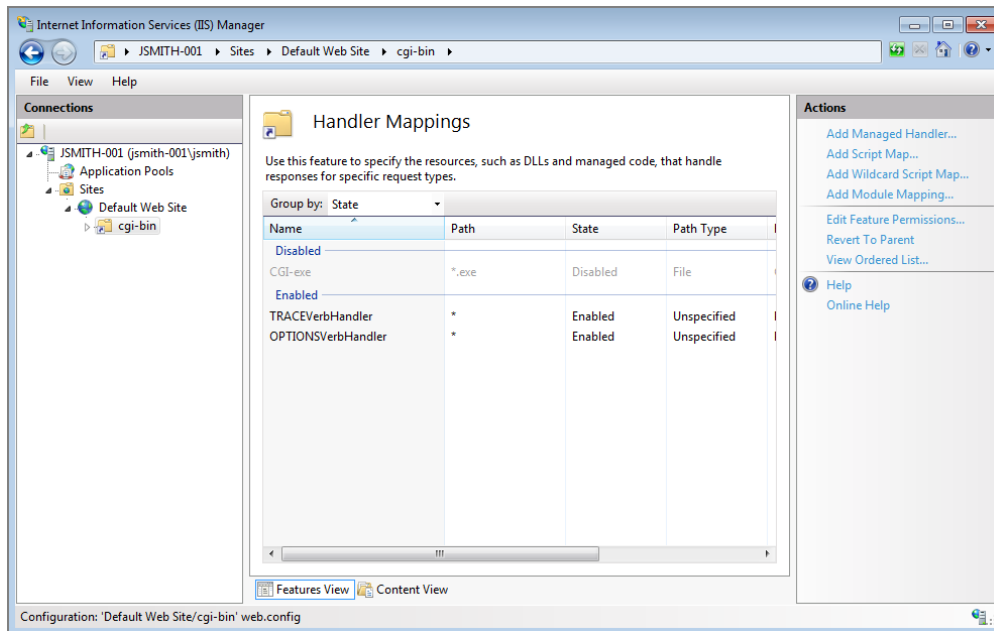 Internet Information Services (IIS) Manager
JSMITH-001 Sites Default Web Site cgi-bin
File View Help
Connections
JSMITH-001 (jsmith-001\jsmith)
Application Pools
Sites
Default Web Site
cgi-bin
Handler Mappings
Use this feature to specify the resources, such as DLLs and managed code, that handle
responses for specific request types.
Group by: State
Name Path State Path Type
Disabled
CGI-exe *.exe Disabled File
Enabled
TRACEVerbHandler * Enabled Unspecified
OPTIONSVerbHandler * Enabled Unspecified
Features View Content View
Actions
Add Managed Handler...
Add Script Map...
Add Wildcard Script Map...
Add Module Mapping...
Edit Feature Permissions...
Revert To Parent
View Ordered List...
Help
Online Help
Configuration: 'Default Web Site/cgi-bin' web.config